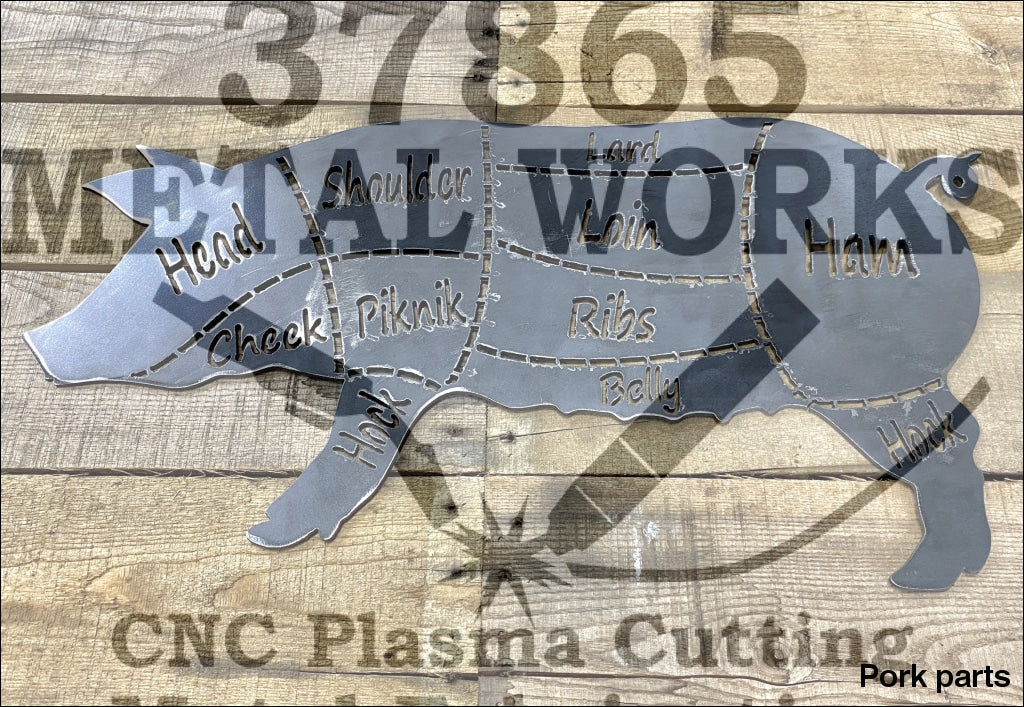 37865
METAL WORKS
Lard
Shoulder
Loin
Head
Ham
Piknik
Ribs
Cheek
Belly
Hock
Hock
CNC Plasma Cutting
Pork parts